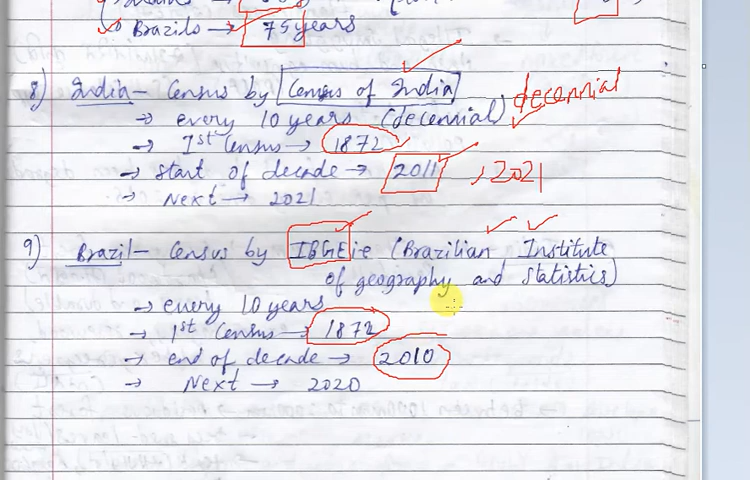 Brazils → 75 years
8) India – Census by Census of India
→ every 10 years (decennial) decennial
→ 1st Census → 1872
→ start of decade → 2011, 2021
→ Next → 2021
9) Brazil – Census by IBGE i.e (Brazilian Institute
of geography and statistics)
→ every 10 years
→ 1st Census → 1872
→ end of decade → 2010
→ Next → 2020